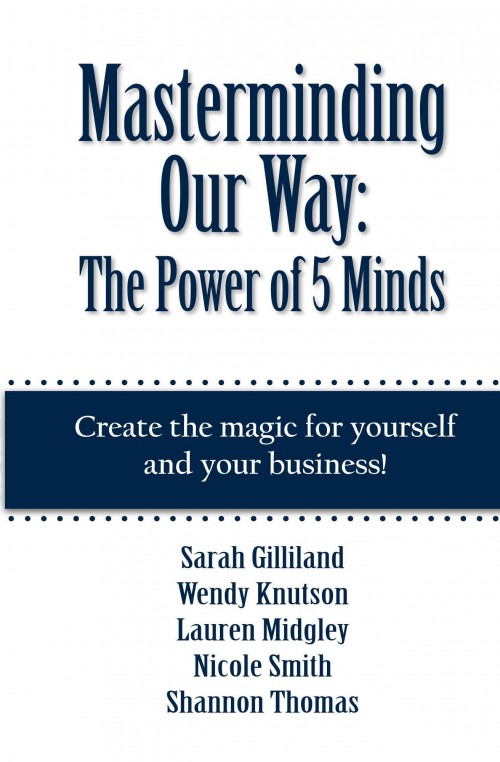 Masterminding
Our Way:
The Power of 5 Minds
Create the magic for yourself
and your business!
Sarah Gilliland
Wendy Knutson
Lauren Midgley
Nicole Smith
Shannon Thomas